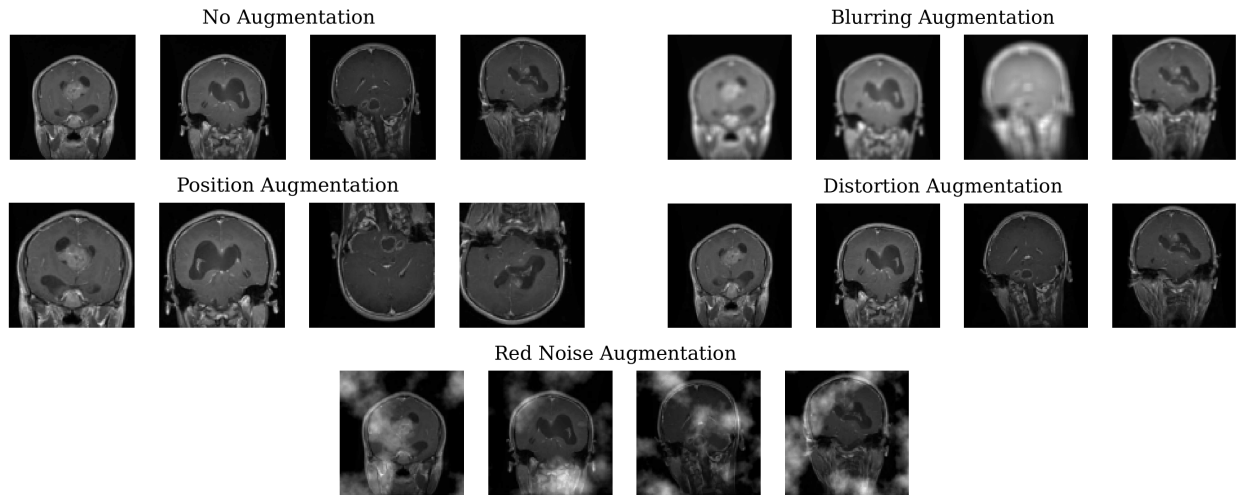 No Augmentation
Blurring Augmentation
Position Augmentation
Distortion Augmentation
Red Noise Augmentation